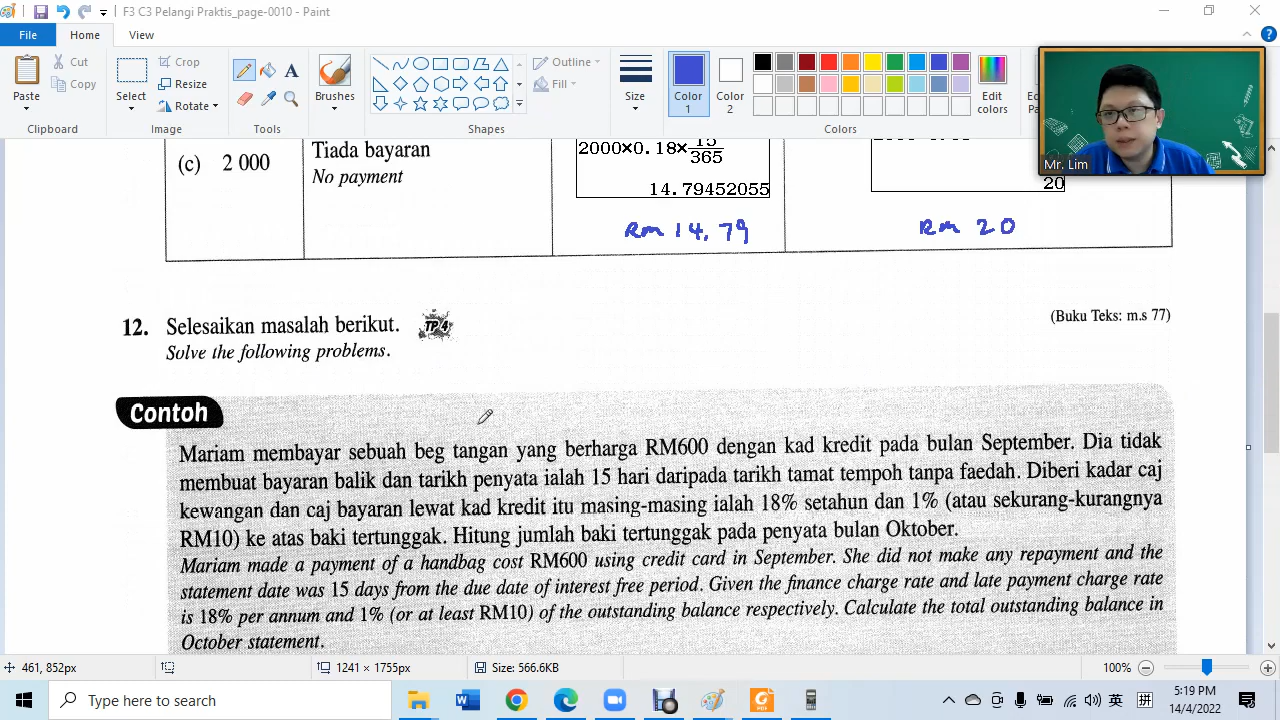 F3 C3 Pelangi Praktis_page-0010 - Paint
File
Home
View
Paste
Cut
Copy
Clipboard
Select
Crop
Resize
Rotate
Image
A
Tools
Brushes
Shapes
Outline
Fill
Size
Color
1
Color
2
Edit
colors
Colors
Mr. Lim
(c) 2 000
Tiada bayaran
No payment
2000×0.18×15/365
14.79452055
Rm 14,79
20
Rm 20
12. Selesaikan masalah berikut. TP 4
(Buku Teks: m.s 77)
Solve the following problems.
Contoh
Mariam membayar sebuah beg tangan yang berharga RM600 dengan kad kredit pada bulan September. Dia tidak
membuat bayaran balik dan tarikh penyata ialah 15 hari daripada tarikh tamat tempoh tanpa faedah. Diberi kadar caj
kewangan dan caj bayaran lewat kad kredit itu masing-masing ialah 18% setahun dan 1% (atau sekurang-kurangnya
RM10) ke atas baki tertunggak. Hitung jumlah baki tertunggak pada penyata bulan Oktober.
Mariam made a payment of a handbag cost RM600 using credit card in September. She did not make any repayment and the
statement date was 15 days from the due date of interest free period. Given the finance charge rate and late payment charge rate
is 18% per annum and 1% (or at least RM10) of the outstanding balance respectively. Calculate the total outstanding balance in
October statement.
461, 852px
1241 × 1755px
Size: 566.6KB
100%
Type here to search
英
拼
5:19 PM
14/4/2022